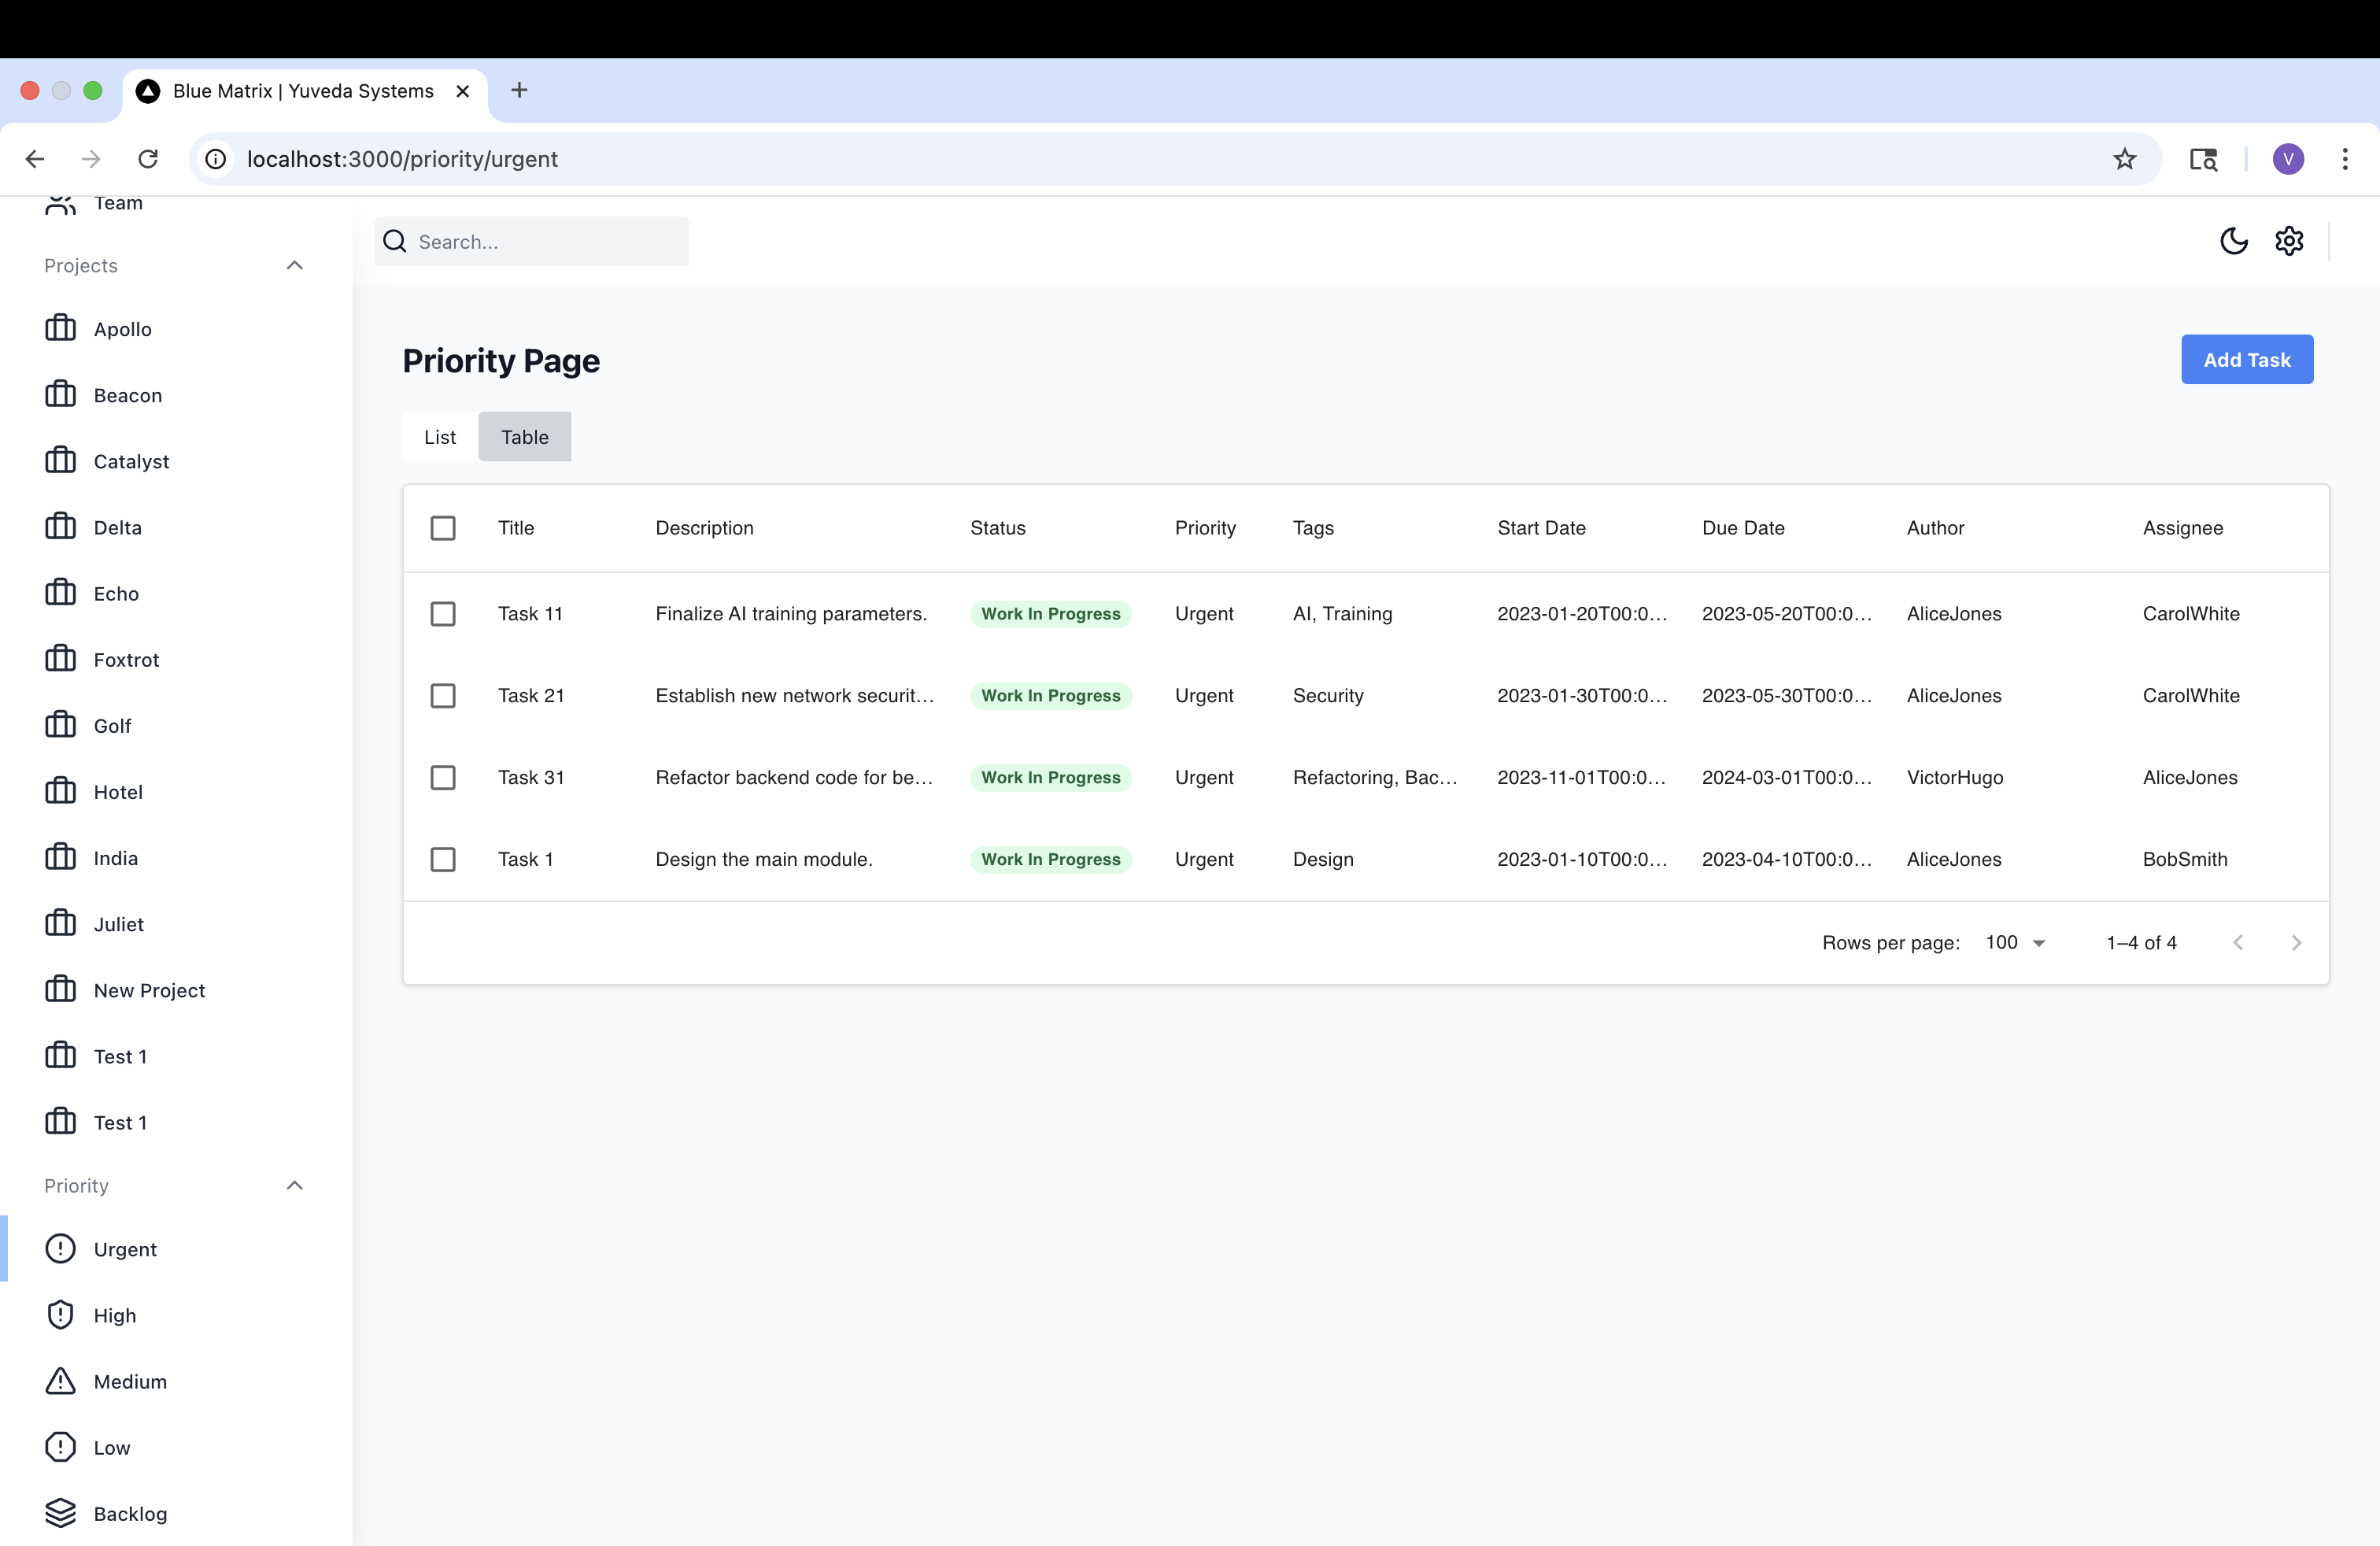 Blue Matrix | Yuveda Systems
localhost:3000/priority/urgent
V
Team
Projects
Apollo
Beacon
Catalyst
Delta
Echo
Foxtrot
Golf
Hotel
India
Juliet
New Project
Test 1
Test 1
Priority
Urgent
High
Medium
Low
Backlog
Search...
Priority Page
Add Task
List Table
Title Description Status Priority Tags Start Date Due Date Author Assignee
Task 11 Finalize AI training parameters. Work In Progress Urgent AI, Training 2023-01-20T00:0... 2023-05-20T00:0... AliceJones CarolWhite
Task 21 Establish new network securit... Work In Progress Urgent Security 2023-01-30T00:0... 2023-05-30T00:0... AliceJones CarolWhite
Task 31 Refactor backend code for be... Work In Progress Urgent Refactoring, Bac... 2023-11-01T00:0... 2024-03-01T00:0... VictorHugo AliceJones
Task 1 Design the main module. Work In Progress Urgent Design 2023-01-10T00:0... 2023-04-10T00:0... AliceJones BobSmith
Rows per page: 100 1–4 of 4